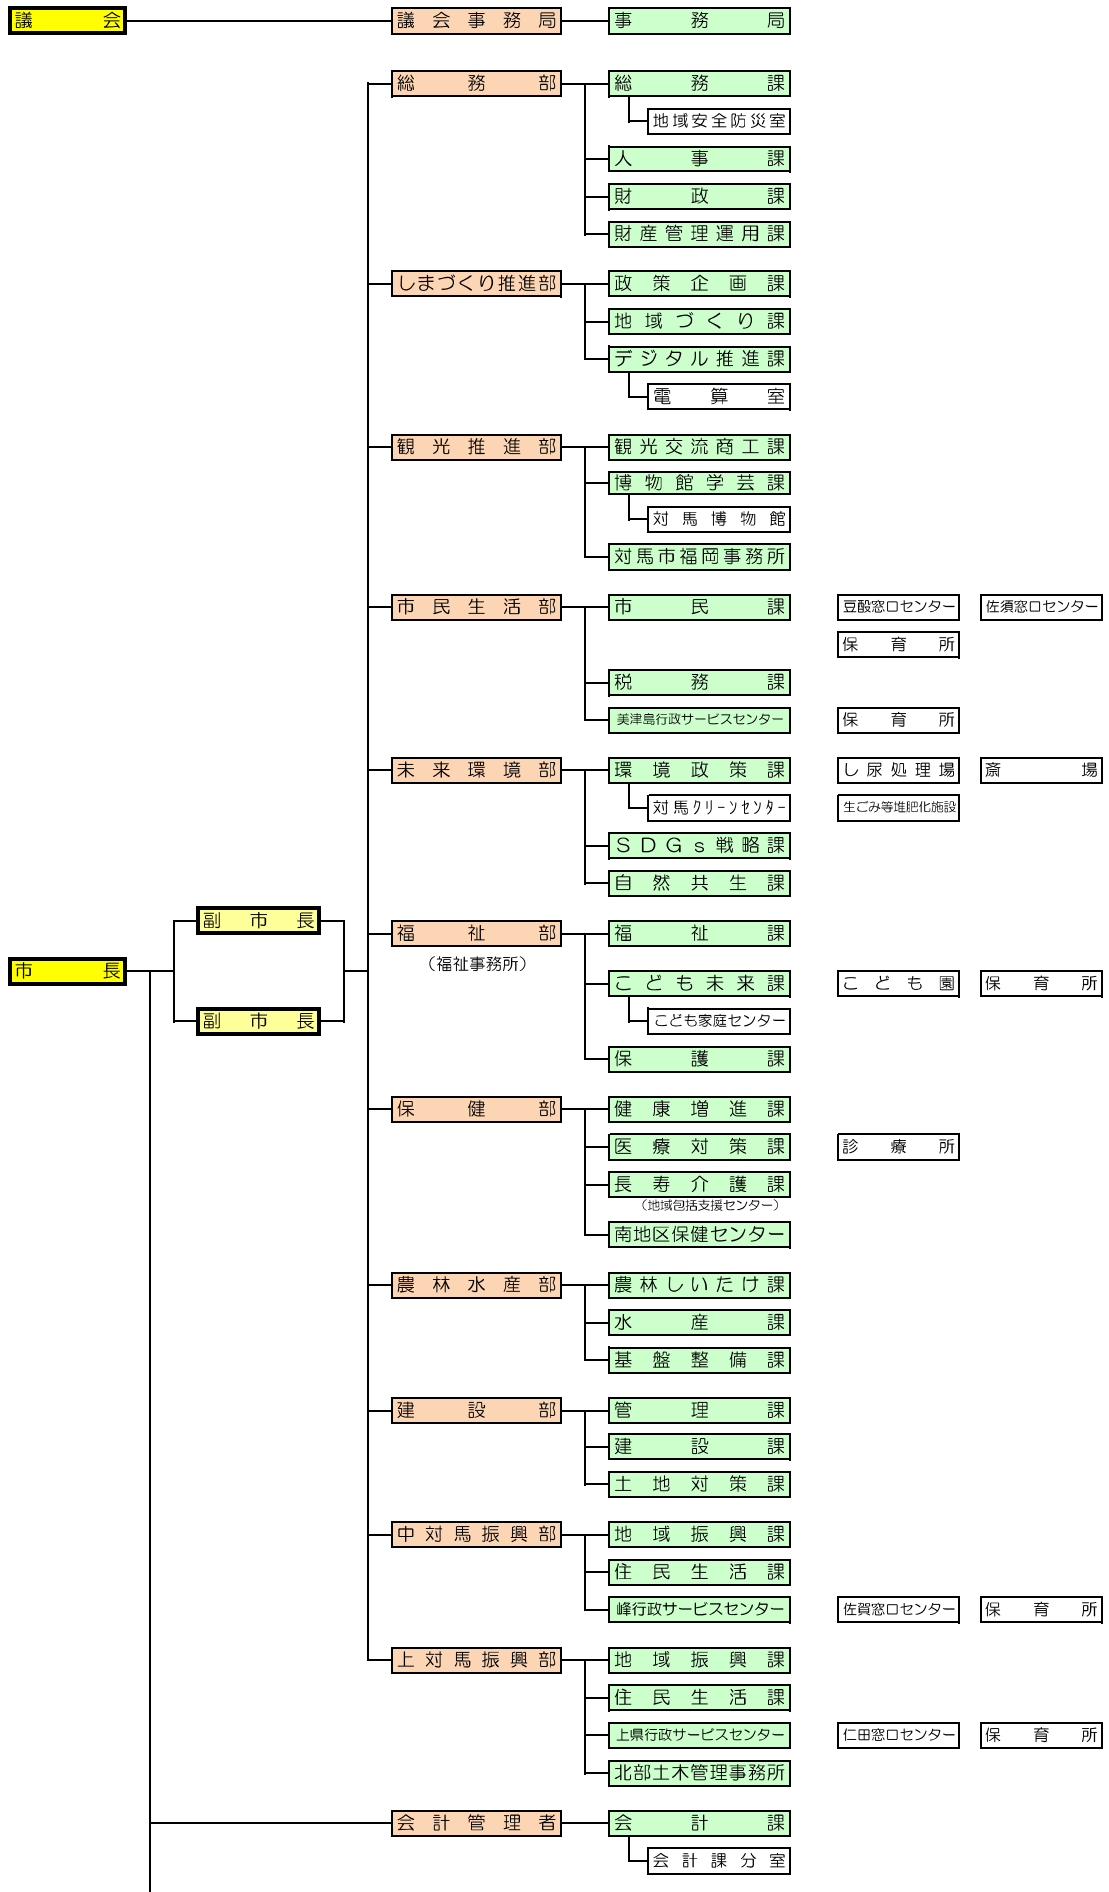 議会 議会事務局 事務局
総務部 総務課
地域安全防災室
人事課
財政課
財産管理運用課
しまづくり推進部 政策企画課
地域づくり課
デジタル推進課
電算室
観光推進部 観光交流商工課
博物館学芸課
対馬博物館
対馬市福岡事務所
市民生活部 市民課 豆酘窓口センター 佐須窓口センター
保育所
税務課
美津島行政サービスセンター 保育所
未来環境部 環境政策課 し尿処理場 斎場
対馬クリーンセンター 生ごみ等堆肥化施設
SDGs戦略課
自然共生課
副市長
福祉部 福祉課
(福祉事務所)
市長
こども未来課 こども園 保育所
副市長
こども家庭センター
保護課
保健部 健康増進課
医療対策課 診療所
長寿介護課
(地域包括支援センター)
南地区保健センター
農林水産部 農林しいたけ課
水産課
基盤整備課
建設部 管理課
建設課
土地対策課
中対馬振興部 地域振興課
住民生活課
峰行政サービスセンター 佐賀窓口センター 保育所
上対馬振興部 地域振興課
住民生活課
上県行政サービスセンター 仁田窓口センター 保育所
北部土木管理事務所
会計管理者 会計課
会計課分室